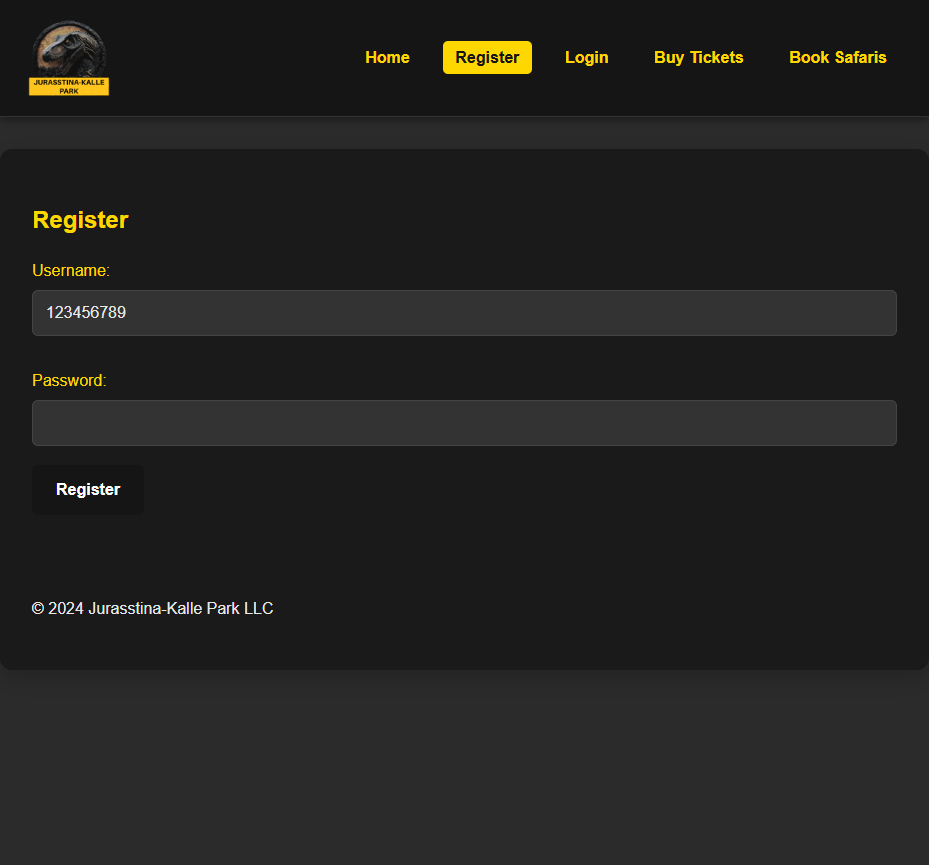 JURASSTINA-KALLE
PARK
Home Register Login Buy Tickets Book Safaris
Register
Username:
123456789
Password:
Register
© 2024 Jurasstina-Kalle Park LLC